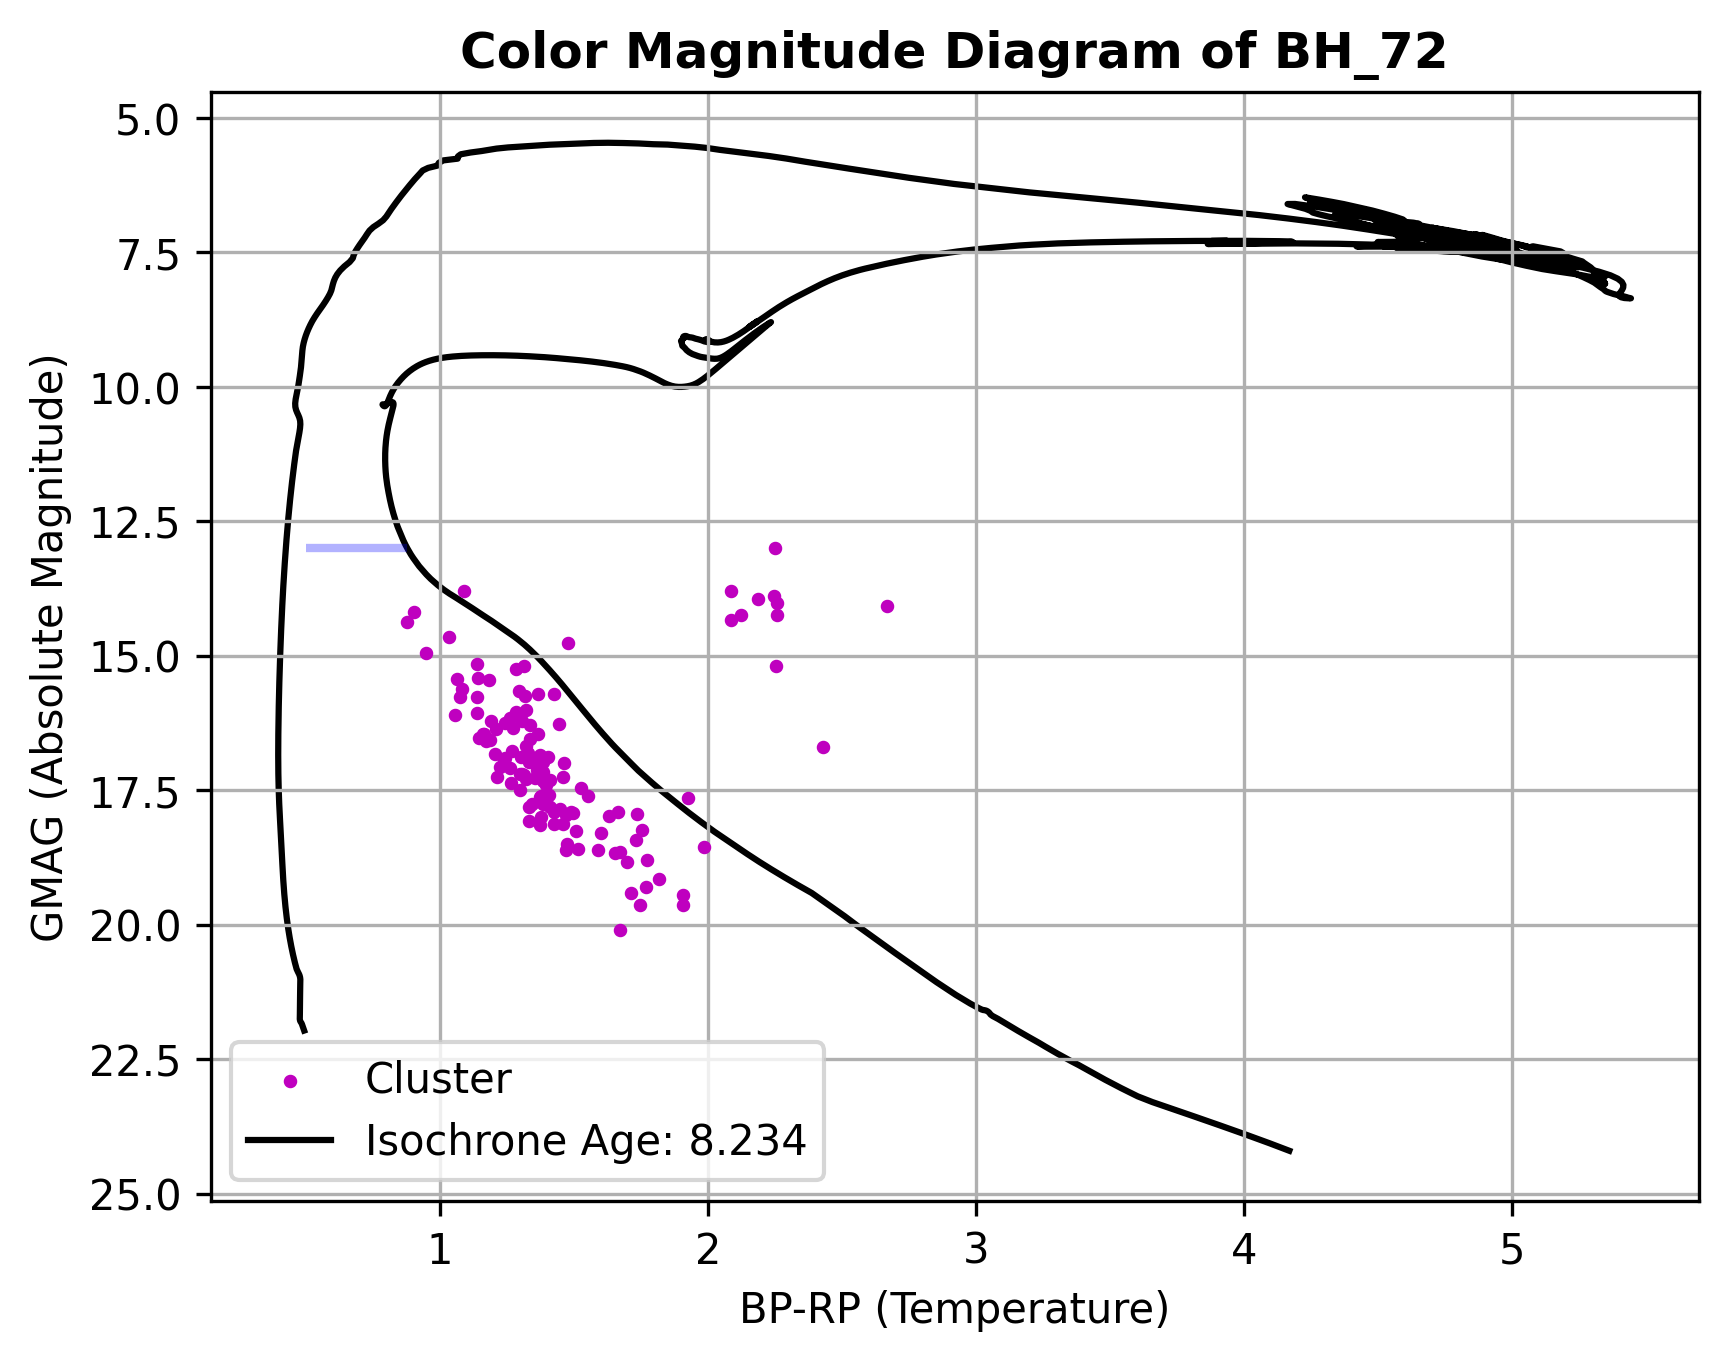 Color Magnitude Diagram of BH_72
GMAG (Absolute Magnitude)
5.0
7.5
10.0
12.5
15.0
17.5
20.0
22.5
25.0
Cluster
Isochrone Age: 8.234
1 2 3 4 5
BP-RP (Temperature)